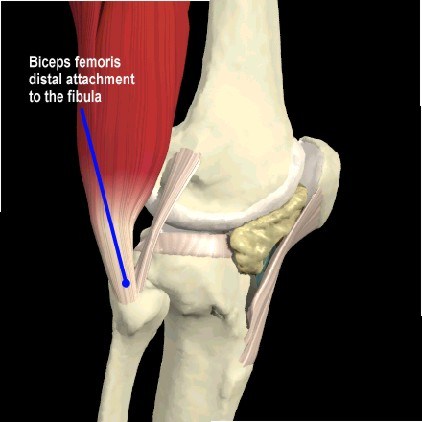 Biceps femoris
distal attachment
to the fibula